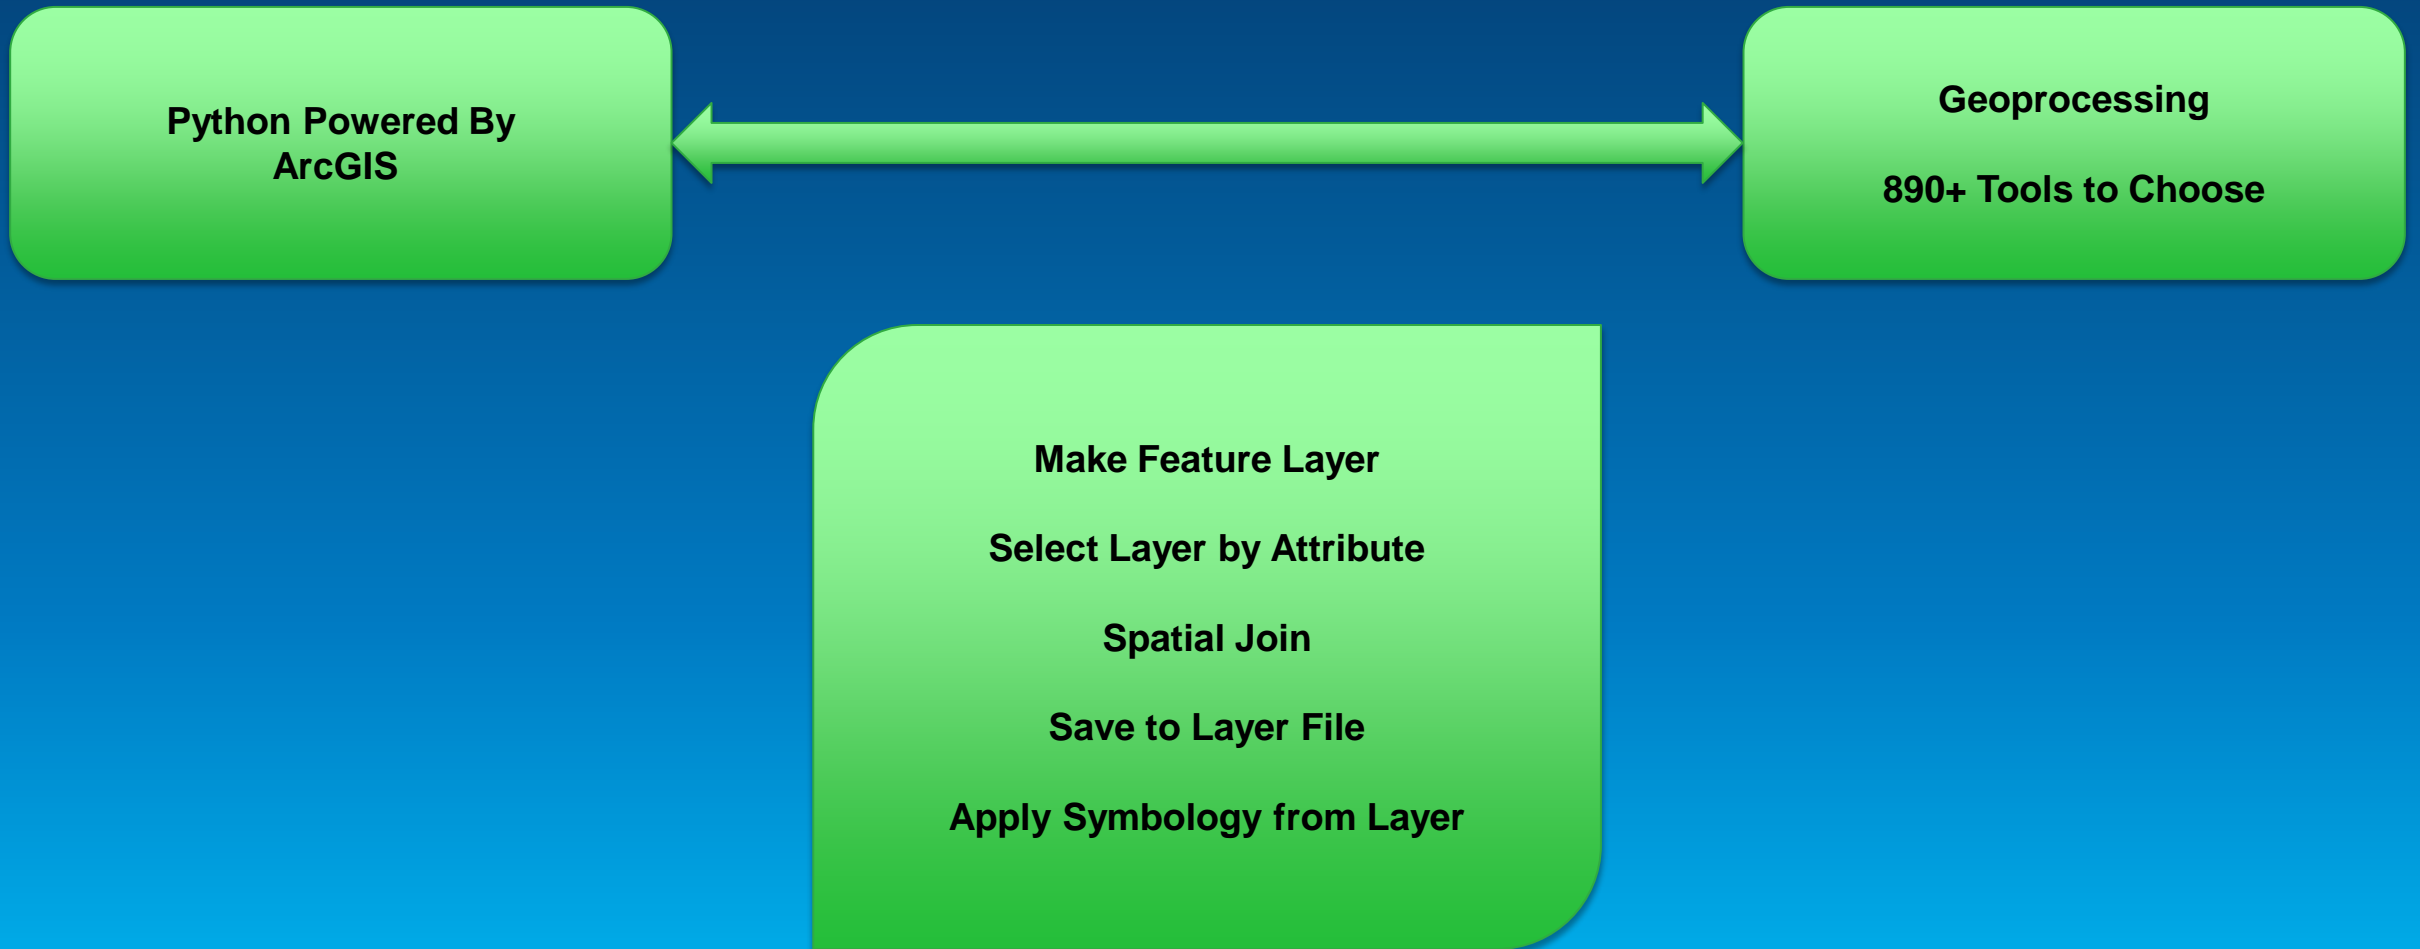 Python Powered By
ArcGIS
Geoprocessing
890+ Tools to Choose
Make Feature Layer
Select Layer by Attribute
Spatial Join
Save to Layer File
Apply Symbology from Layer